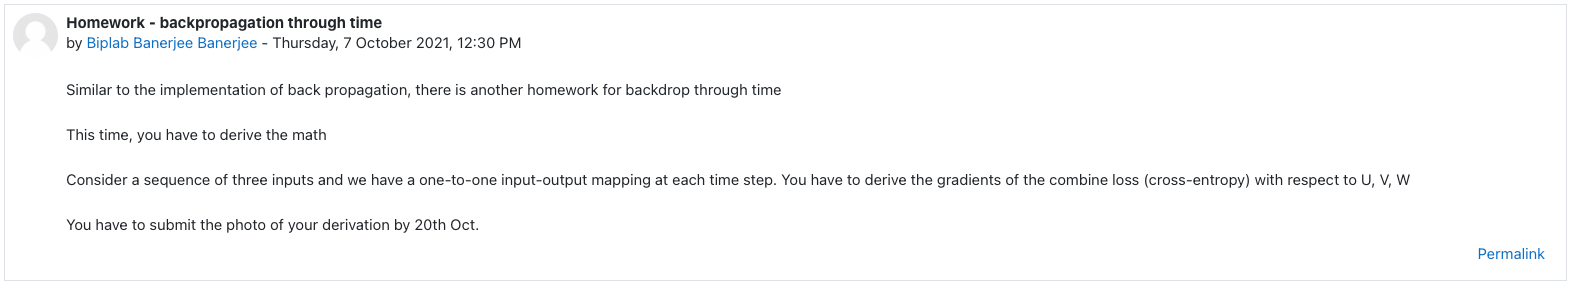 Homework - backpropagation through time
by Biplab Banerjee Banerjee - Thursday, 7 October 2021, 12:30 PM
Similar to the implementation of back propagation, there is another homework for backdrop through time
This time, you have to derive the math
Consider a sequence of three inputs and we have a one-to-one input-output mapping at each time step. You have to derive the gradients of the combine loss (cross-entropy) with respect to U, V, W
You have to submit the photo of your derivation by 20th Oct.
Permalink